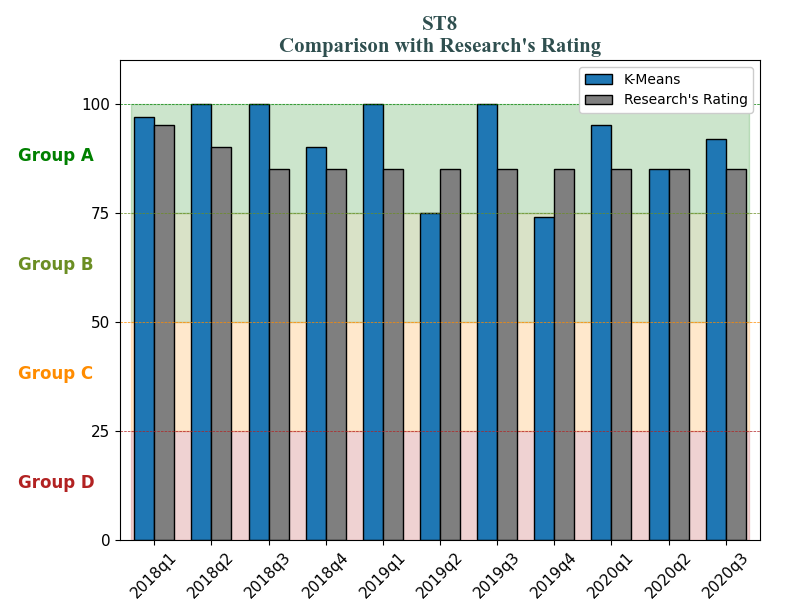 ST8
Comparison with Research's Rating
K-Means
Research's Rating
100
Group A
75
Group B
50
Group C
25
Group D
0
2018q1 2018q2 2018q3 2018q4 2019q1 2019q2 2019q3 2019q4 2020q1 2020q2 2020q3